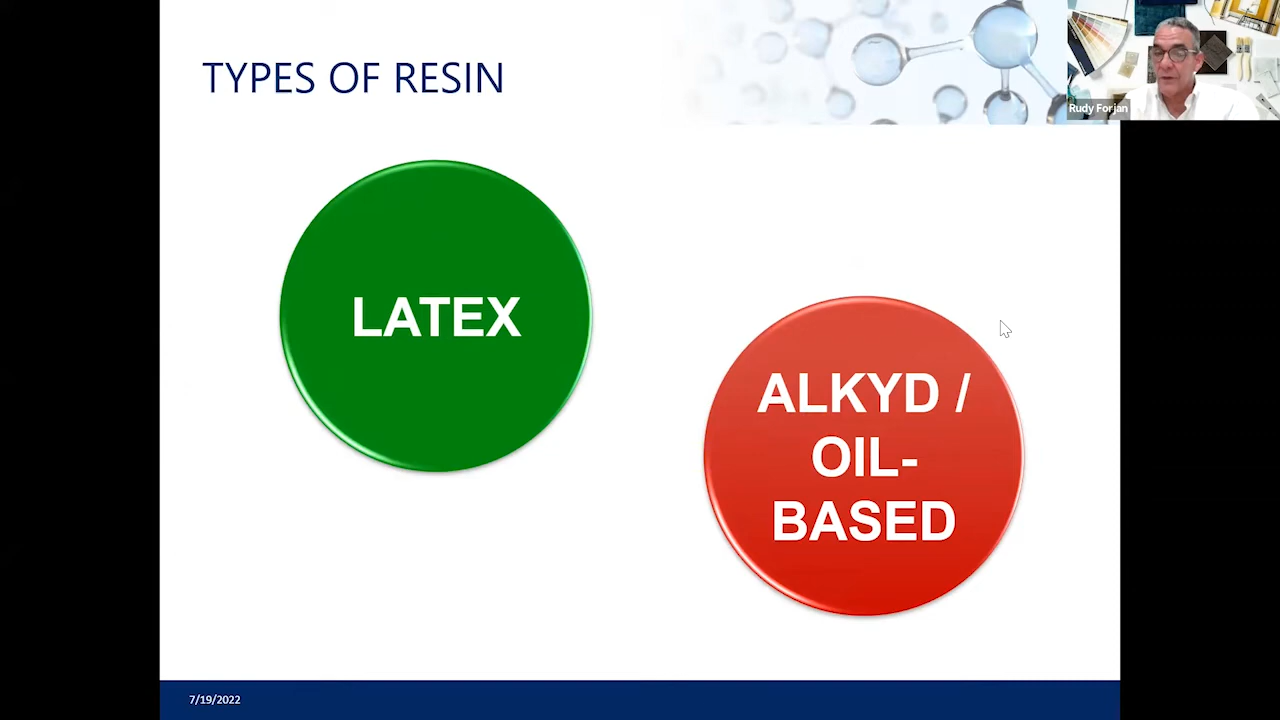 TYPES OF RESIN
Rudy Forjan
LATEX
ALKYD /
OIL-
BASED
7/19/2022